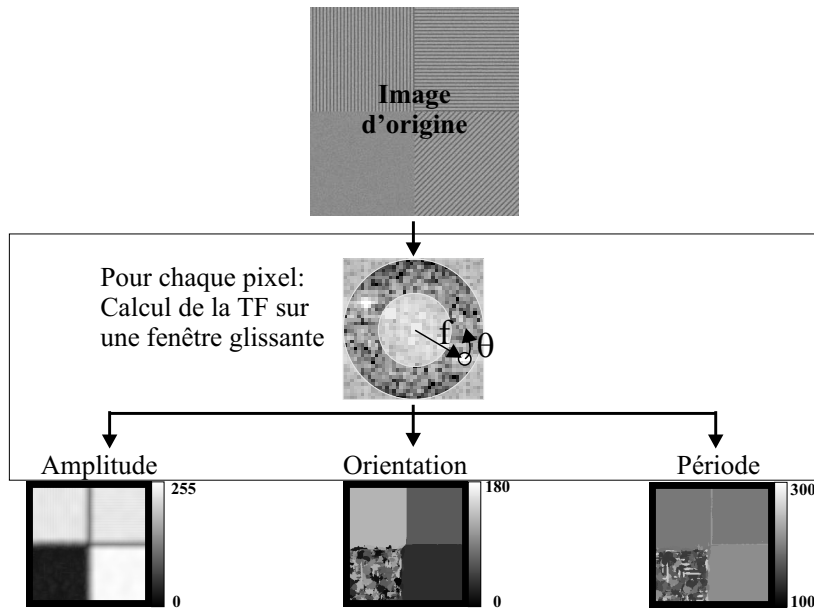 Image
d'origine
Pour chaque pixel:
Calcul de la TF sur
une fenêtre glissante
f
θ
Amplitude
Orientation
Période
255
0
180
0
300
100